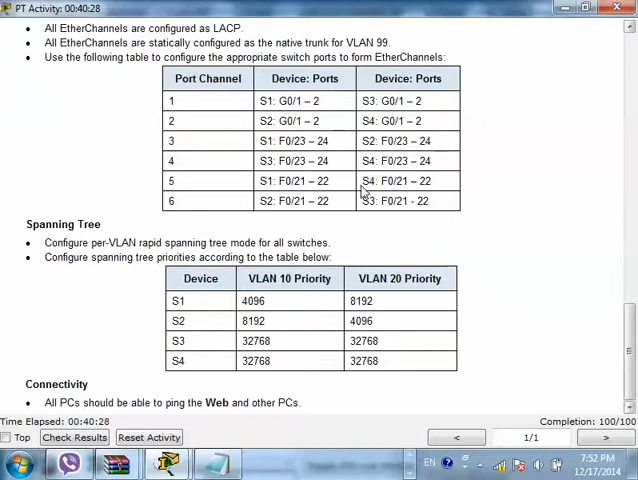 PT Activity: 00:40:28
All EtherChannels are configured as LACP.
All EtherChannels are statically configured as the native trunk for VLAN 99.
Use the following table to configure the appropriate switch ports to form EtherChannels:
Port Channel Device: Ports Device: Ports
1 S1: G0/1 – 2 S3: G0/1 – 2
2 S2: G0/1 – 2 S4: G0/1 – 2
3 S1: F0/23 – 24 S2: F0/23 – 24
4 S3: F0/23 – 24 S4: F0/23 – 24
5 S1: F0/21 – 22 S4: F0/21 – 22
6 S2: F0/21 – 22 S3: F0/21 - 22
Spanning Tree
Configure per-VLAN rapid spanning tree mode for all switches.
Configure spanning tree priorities according to the table below:
Device VLAN 10 Priority VLAN 20 Priority
S1 4096 8192
S2 8192 4096
S3 32768 32768
S4 32768 32768
Connectivity
All PCs should be able to ping the Web and other PCs.
Time Elapsed: 00:40:28 Completion: 100/100
Top Check Results Reset Activity < 1/1 >
EN 7:52 PM
12/17/2014